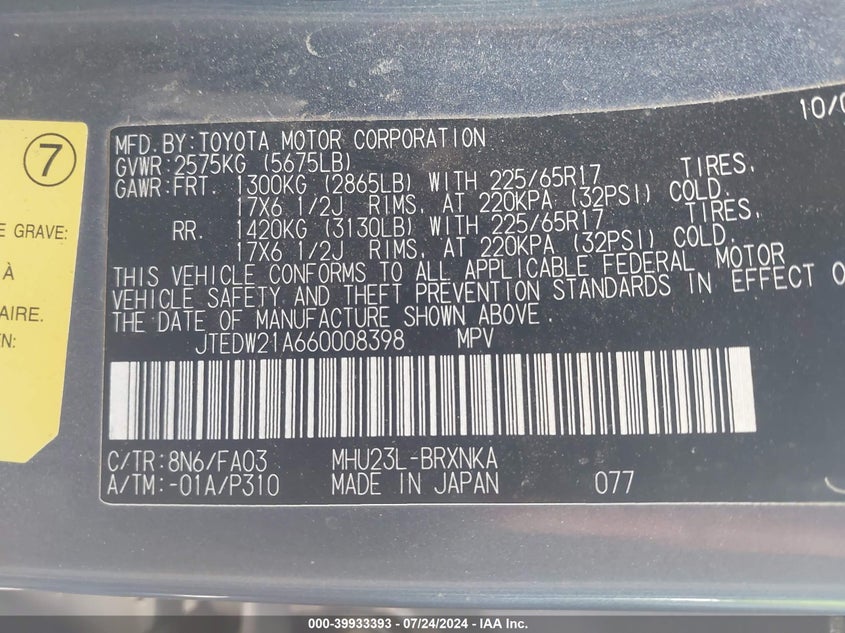 10/0
7
MFD.BY:TOYOTA MOTOR CORPORATION
GVWR:2575KG (5675LB)
GAWR:FRT. 1300KG (2865LB) WITH 225/65R17 TIRES,
17X6 1/2J RIMS, AT 220KPA (32PSI) COLD.
RR. 1420KG (3130LB) WITH 225/65R17 TIRES,
17X6 1/2J RIMS, AT 220KPA (32PSI) COLD.
THIS VEHICLE CONFORMS TO ALL APPLICABLE FEDERAL MOTOR
VEHICLE SAFETY AND THEFT PREVENTION STANDARDS IN EFFECT O
THE DATE OF MANUFACTURE SHOWN ABOVE.
JTEDW21A660008398 MPV
C/TR:8N6/FA03 MHU23L-BRXNKA
A/TM:-01A/P310 MADE IN JAPAN 077
E GRAVE:
À
AIRE.
EN:
000-39933393 / 07/24/2024 - IAA Inc.